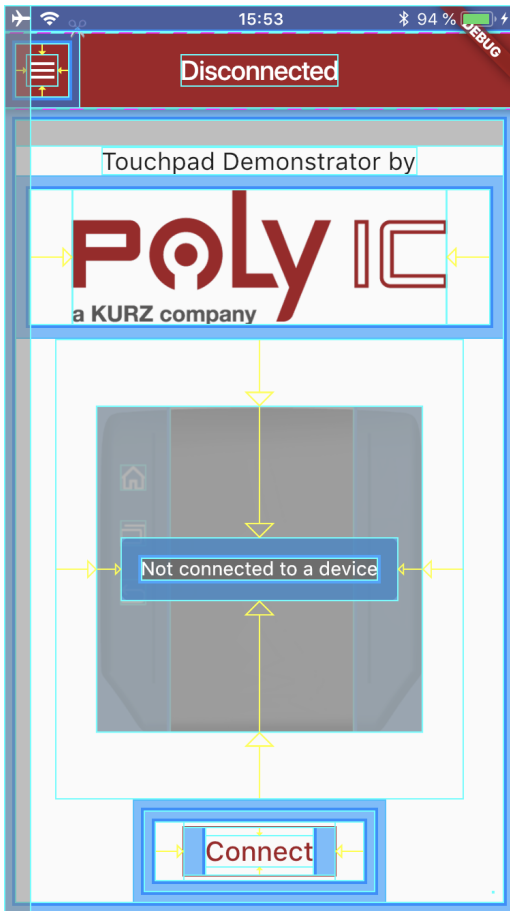 15:53
94 %
DEBUG
Disconnected
Touchpad Demonstrator by
POLY IC
a KURZ company
Not connected to a device
Connect